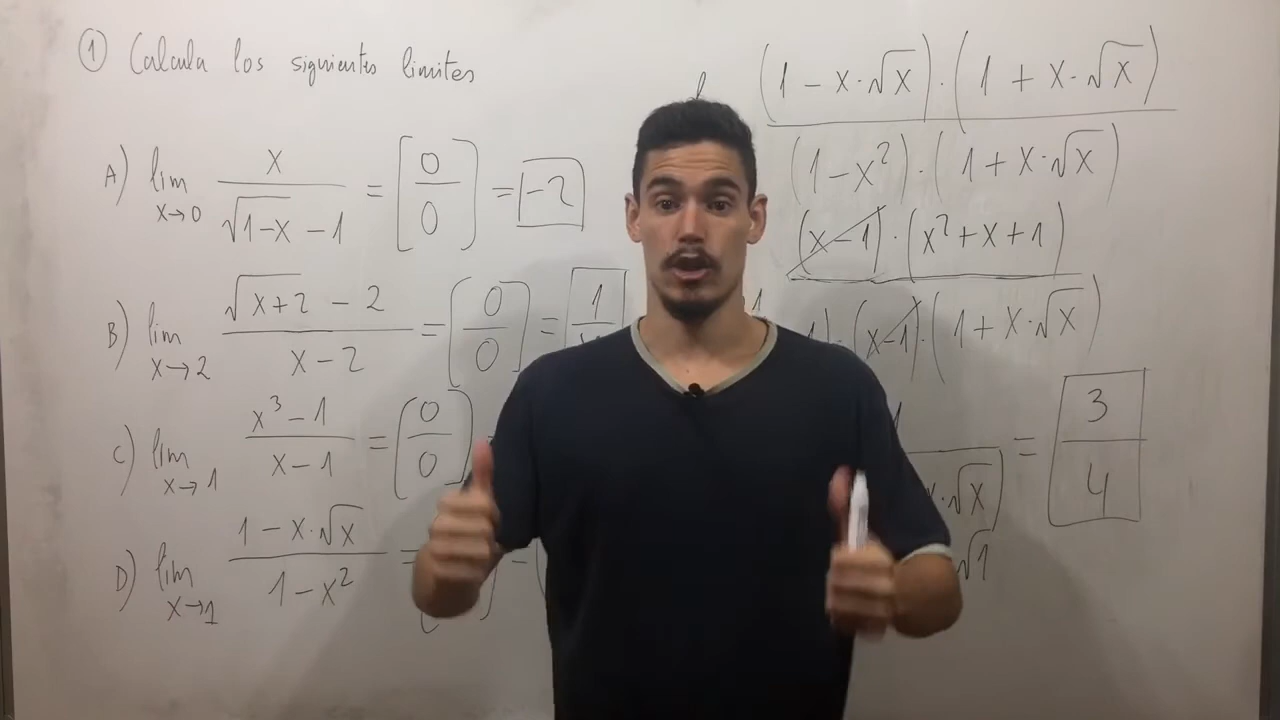 ① Calcula los siguientes limites
A) lim x→0 x / (√(1-x) - 1) = [0/0] = -2
B) lim x→2 (√(x+2) - 2) / (x - 2) = [0/0] = 1
C) lim x→1 (x³ - 1) / (x - 1) = [0/0]
D) lim x→1 (1 - x·√x) / (1 - x²) =
(1 - x·√x)·(1 + x·√x)
(1 - x²)·(1 + x·√x)
(x - 1)·(x² + x + 1)
(x - 1)·(1 + x·√x)
x·√x) = 3/4
√1